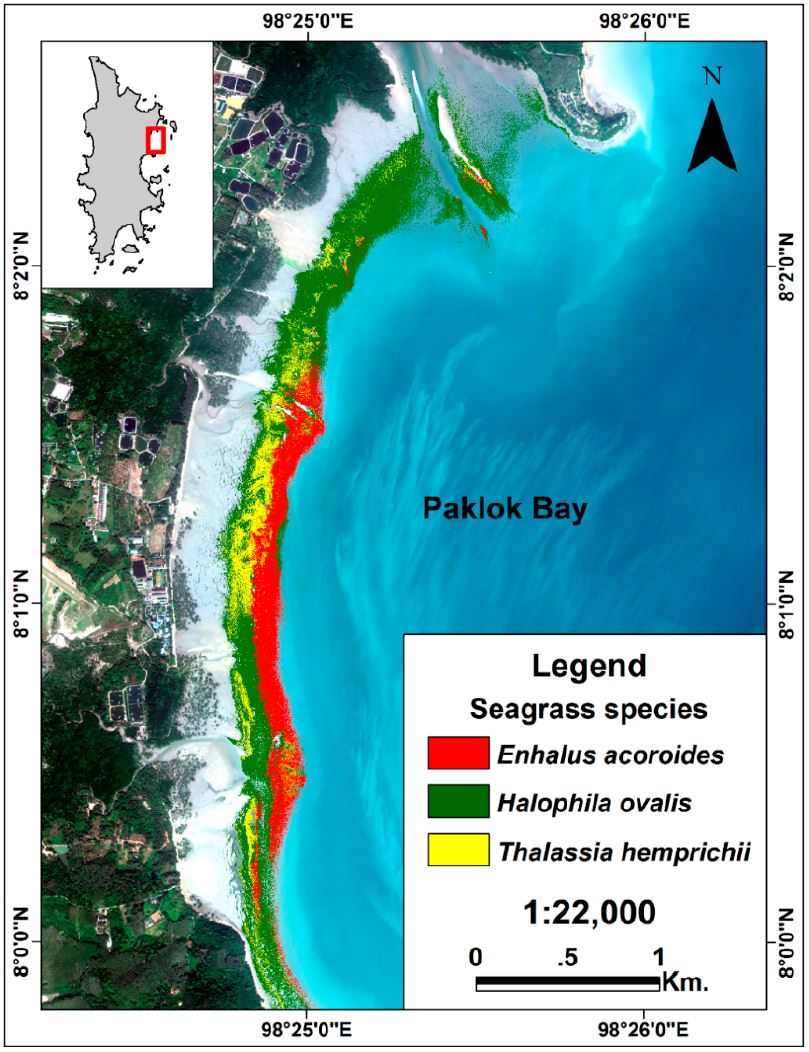 98°25'0"E
98°26'0"E
N
8°2'0"N
8°2'0"N
Paklok Bay
8°1'0"N
8°1'0"N
Legend
Seagrass species
Enhalus acoroides
Halophila ovalis
Thalassia hemprichii
1:22,000
0 .5 1
Km.
8°0'0"N
8°0'0"N
98°25'0"E
98°26'0"E